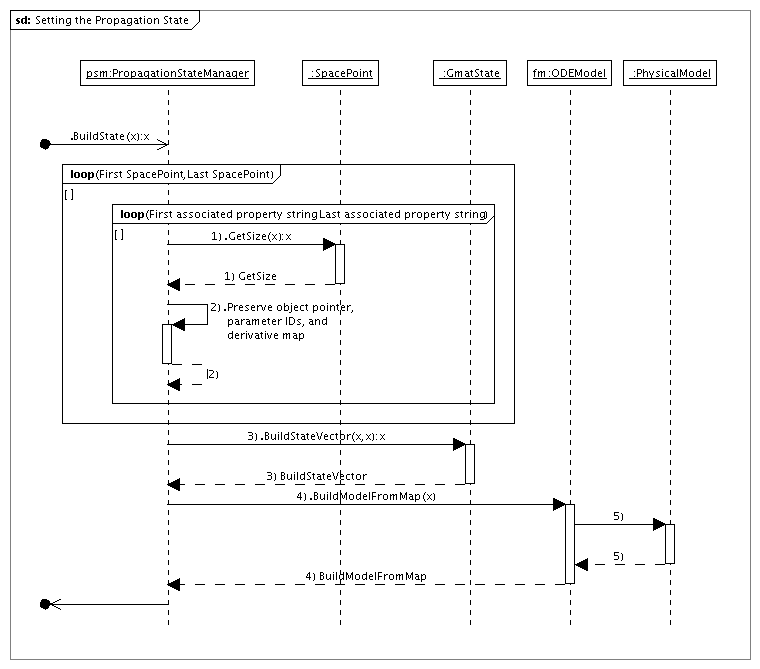 sd: Setting the Propagation State
psm:PropagationStateManager
:SpacePoint
:GmatState
fm:ODEModel
:PhysicalModel
.BuildState(x):x
loop(First SpacePoint,Last SpacePoint)
[ ]
loop(First associated property string,Last associated property string)
[ ]
1) .GetSize(x):x
1) GetSize
2) .Preserve object pointer,
parameter IDs, and
derivative map
2)
3) .BuildStateVector(x,x):x
3) BuildStateVector
4) .BuildModelFromMap(x)
5)
5)
4) BuildModelFromMap